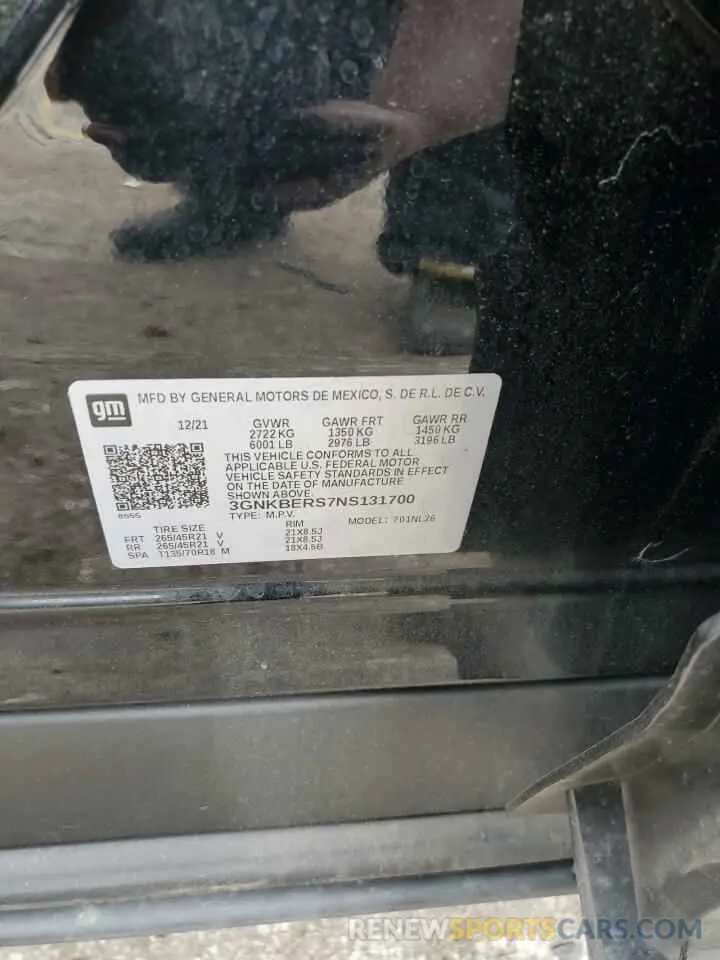 gm MFD BY GENERAL MOTORS DE MEXICO, S. DE R.L. DE C.V.
12/21 GVWR GAWR FRT GAWR RR
2722 KG 1350 KG 1450 KG
6001 LB 2976 LB 3196 LB
THIS VEHICLE CONFORMS TO ALL
APPLICABLE U.S. FEDERAL MOTOR
VEHICLE SAFETY STANDARDS IN EFFECT
ON THE DATE OF MANUFACTURE
SHOWN ABOVE.
3GNKBERS7NS131700
TYPE: M.P.V. MODEL: 701NL26
TIRE SIZE RIM
FRT 265/45R21 V 21X8.5J
RR 265/45R21 V 21X8.5J
SPA T135/70R18 M 18X4.5B
RENEWSPORTSCARS.COM